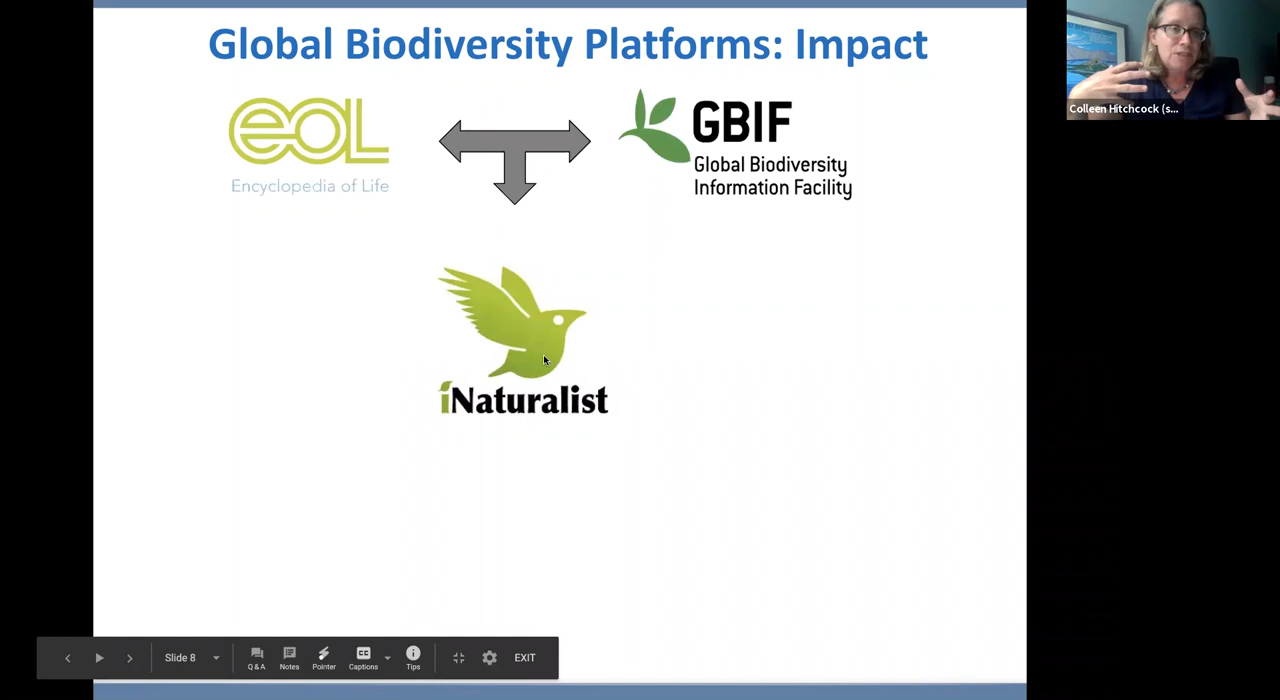 Global Biodiversity Platforms: Impact
eOL
Encyclopedia of Life
GBIF
Global Biodiversity
Information Facility
iNaturalist
Colleen Hitchcock (s...
Slide 8
Q&A
Notes
Pointer
Captions
Tips
EXIT